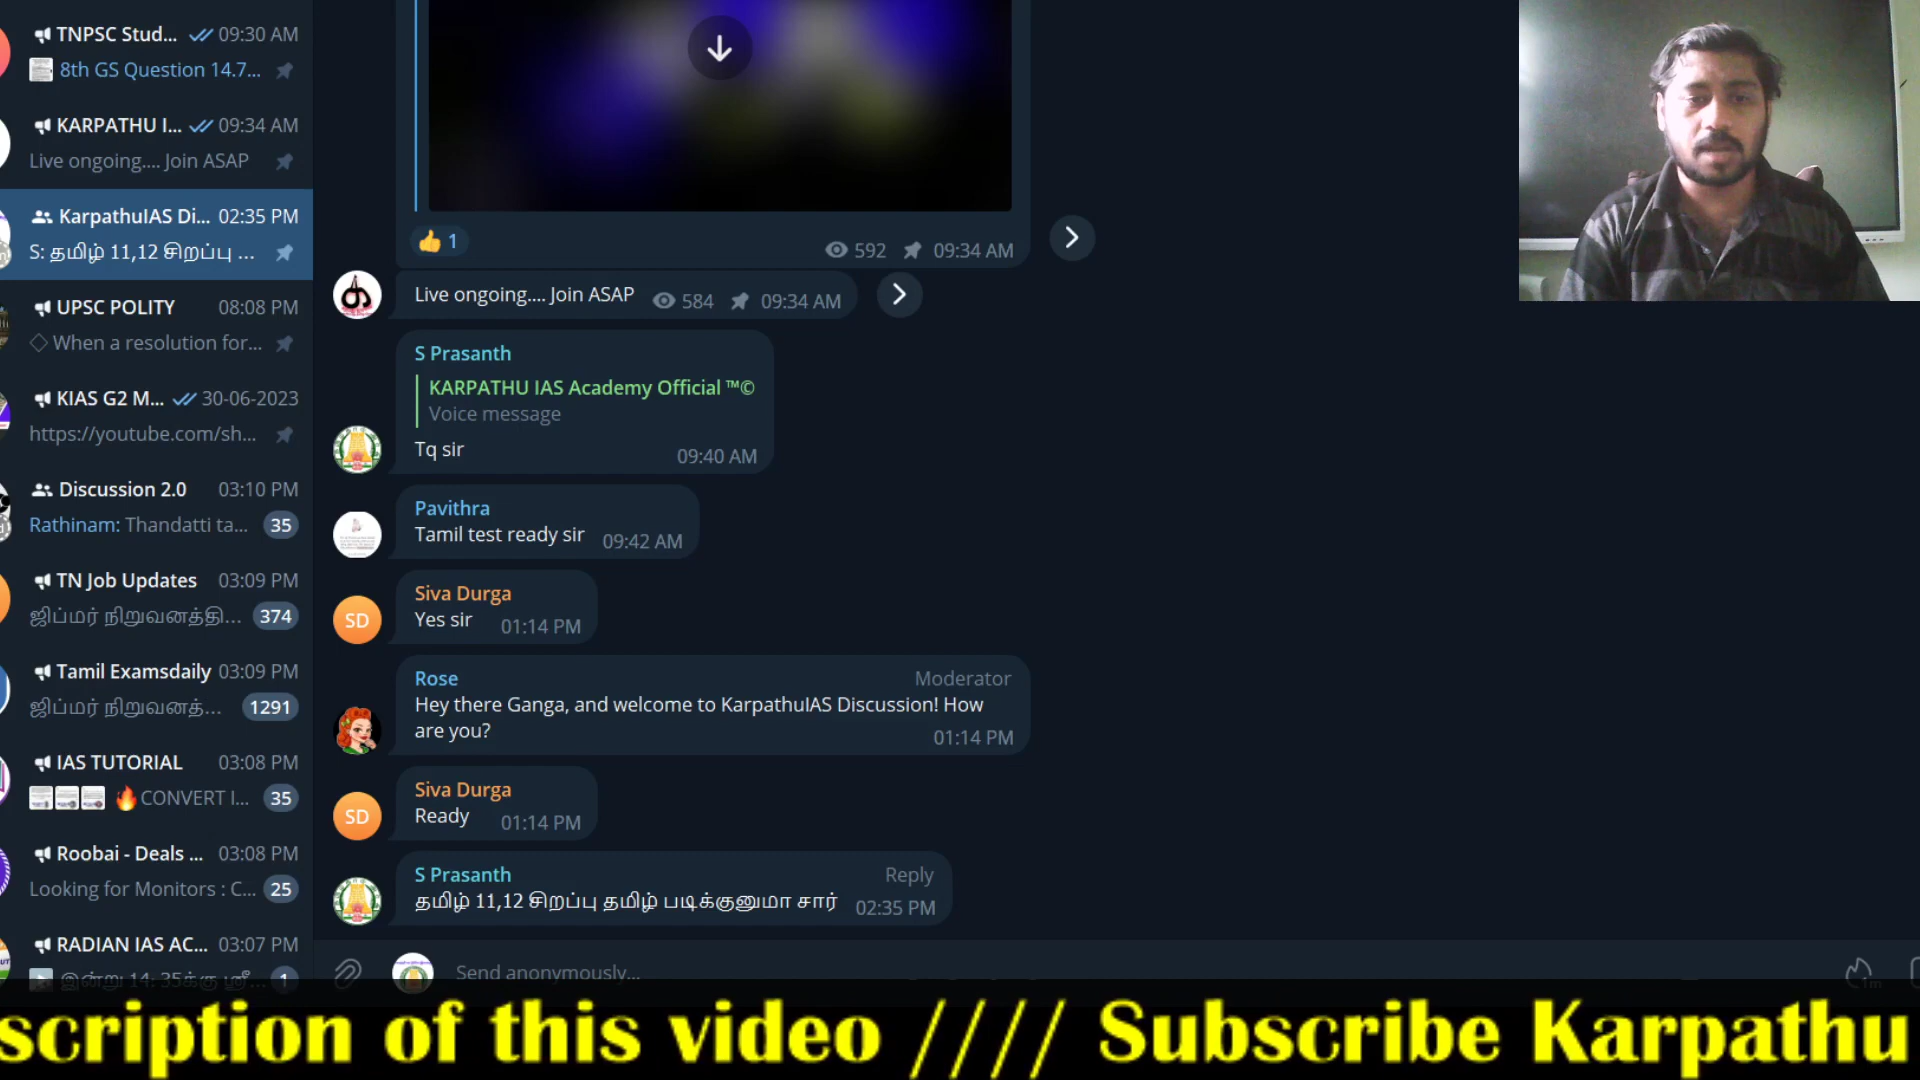 TNPSC Stud... 09:30 AM
8th GS Question 14.7...
KARPATHU I... 09:34 AM
Live ongoing.... Join ASAP
KarpathuIAS Di... 02:35 PM
S: தமிழ் 11,12 சிறப்பு ...
UPSC POLITY 08:08 PM
When a resolution for...
KIAS G2 M... 30-06-2023
https://youtube.com/sh...
Discussion 2.0 03:10 PM
Rathinam: Thandatti ta... 35
TN Job Updates 03:09 PM
ஜிப்மர் நிறுவனத்தி... 374
Tamil Examsdaily 03:09 PM
ஜிப்மர் நிறுவனத்... 1291
IAS TUTORIAL 03:08 PM
🔥CONVERT I... 35
Roobai - Deals ... 03:08 PM
Looking for Monitors : C... 25
RADIAN IAS AC... 03:07 PM
இன்று 14: 35க்கு ஸ்ரீ... 1
👍 1 592 09:34 AM
Live ongoing.... Join ASAP 584 09:34 AM
S Prasanth
KARPATHU IAS Academy Official ™©
Voice message
Tq sir 09:40 AM
Pavithra
Tamil test ready sir 09:42 AM
Siva Durga
SD Yes sir 01:14 PM
Rose Moderator
Hey there Ganga, and welcome to KarpathuIAS Discussion! How
are you? 01:14 PM
Siva Durga
SD Ready 01:14 PM
S Prasanth Reply
தமிழ் 11,12 சிறப்பு தமிழ் படிக்குனுமா சார் 02:35 PM
Send anonymously...
scription of this video //// Subscribe Karpathu